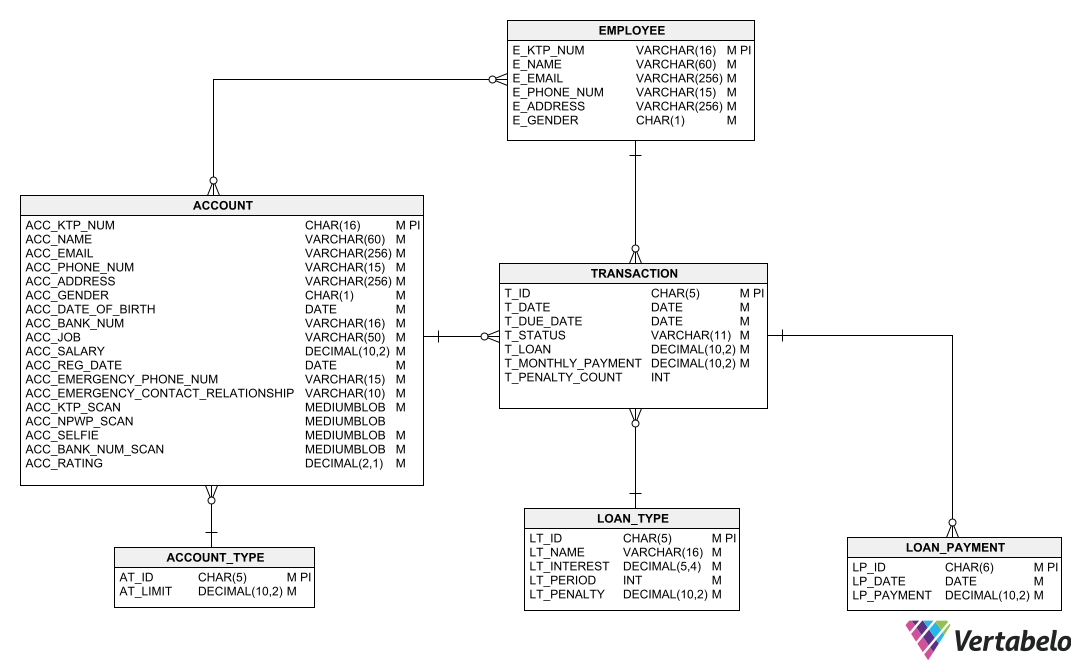 EMPLOYEE
E_KTP_NUM VARCHAR(16) M PI
E_NAME VARCHAR(60) M
E_EMAIL VARCHAR(256) M
E_PHONE_NUM VARCHAR(15) M
E_ADDRESS VARCHAR(256) M
E_GENDER CHAR(1) M
ACCOUNT
ACC_KTP_NUM CHAR(16) M PI
ACC_NAME VARCHAR(60) M
ACC_EMAIL VARCHAR(256) M
ACC_PHONE_NUM VARCHAR(15) M
ACC_ADDRESS VARCHAR(256) M
ACC_GENDER CHAR(1) M
ACC_DATE_OF_BIRTH DATE M
ACC_BANK_NUM VARCHAR(16) M
ACC_JOB VARCHAR(50) M
ACC_SALARY DECIMAL(10,2) M
ACC_REG_DATE DATE M
ACC_EMERGENCY_PHONE_NUM VARCHAR(15) M
ACC_EMERGENCY_CONTACT_RELATIONSHIP VARCHAR(10) M
ACC_KTP_SCAN MEDIUMBLOB M
ACC_NPWP_SCAN MEDIUMBLOB
ACC_SELFIE MEDIUMBLOB M
ACC_BANK_NUM_SCAN MEDIUMBLOB M
ACC_RATING DECIMAL(2,1) M
TRANSACTION
T_ID CHAR(5) M PI
T_DATE DATE M
T_DUE_DATE DATE M
T_STATUS VARCHAR(11) M
T_LOAN DECIMAL(10,2) M
T_MONTHLY_PAYMENT DECIMAL(10,2) M
T_PENALTY_COUNT INT
ACCOUNT_TYPE
AT_ID CHAR(5) M PI
AT_LIMIT DECIMAL(10,2) M
LOAN_TYPE
LT_ID CHAR(5) M PI
LT_NAME VARCHAR(16) M
LT_INTEREST DECIMAL(5,4) M
LT_PERIOD INT M
LT_PENALTY DECIMAL(10,2) M
LOAN_PAYMENT
LP_ID CHAR(6) M PI
LP_DATE DATE M
LP_PAYMENT DECIMAL(10,2) M
Vertabelo